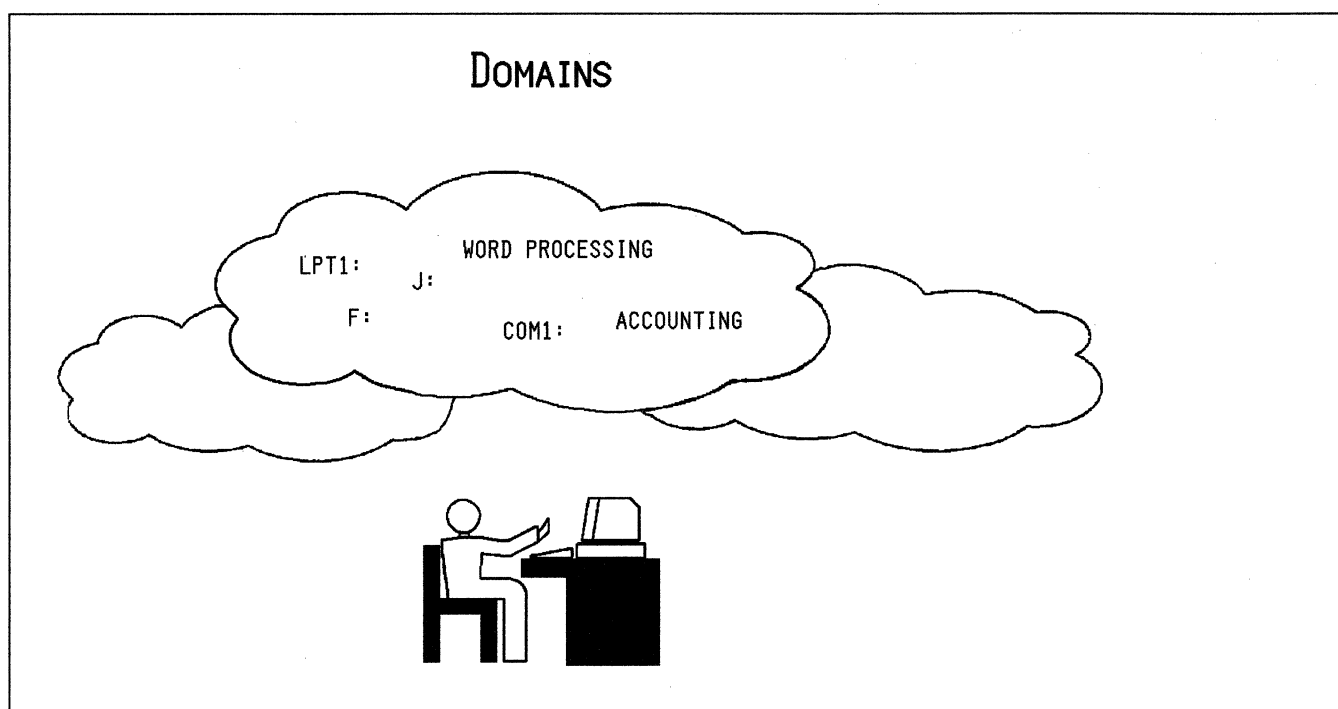 DOMAINS
WORD PROCESSING
LPT1:
J:
F:
COM1:
ACCOUNTING